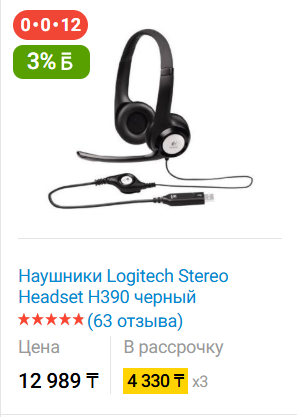 0·0·12
3% Б
Наушники Logitech Stereo
Headset H390 черный
(63 отзыва)
Цена
В рассрочку
12 989 ₸
4 330 ₸ x3